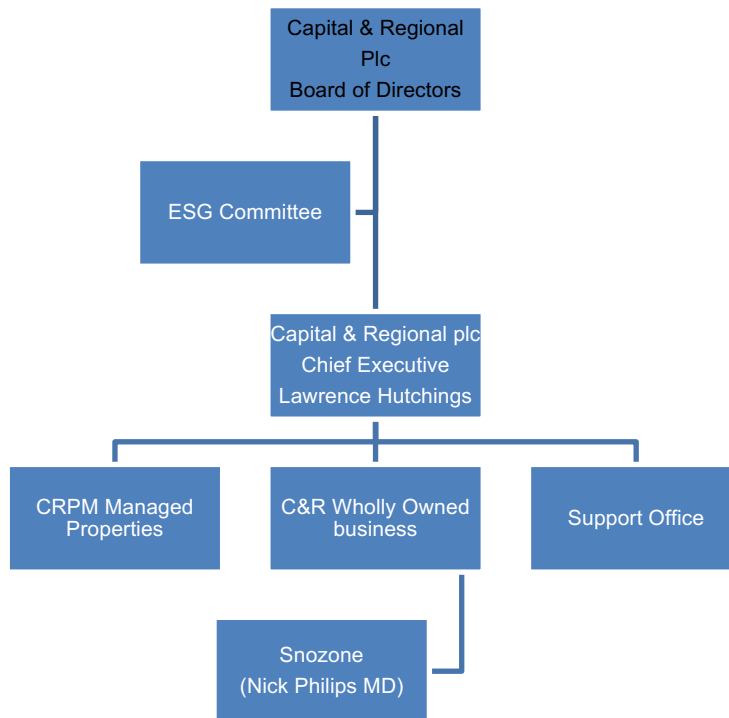 Capital & Regional
Plc
Board of Directors
ESG Committee
Capital & Regional plc
Chief Executive
Lawrence Hutchings
CRPM Managed
Properties
C&R Wholly Owned
business
Support Office
Snozone
(Nick Philips MD)